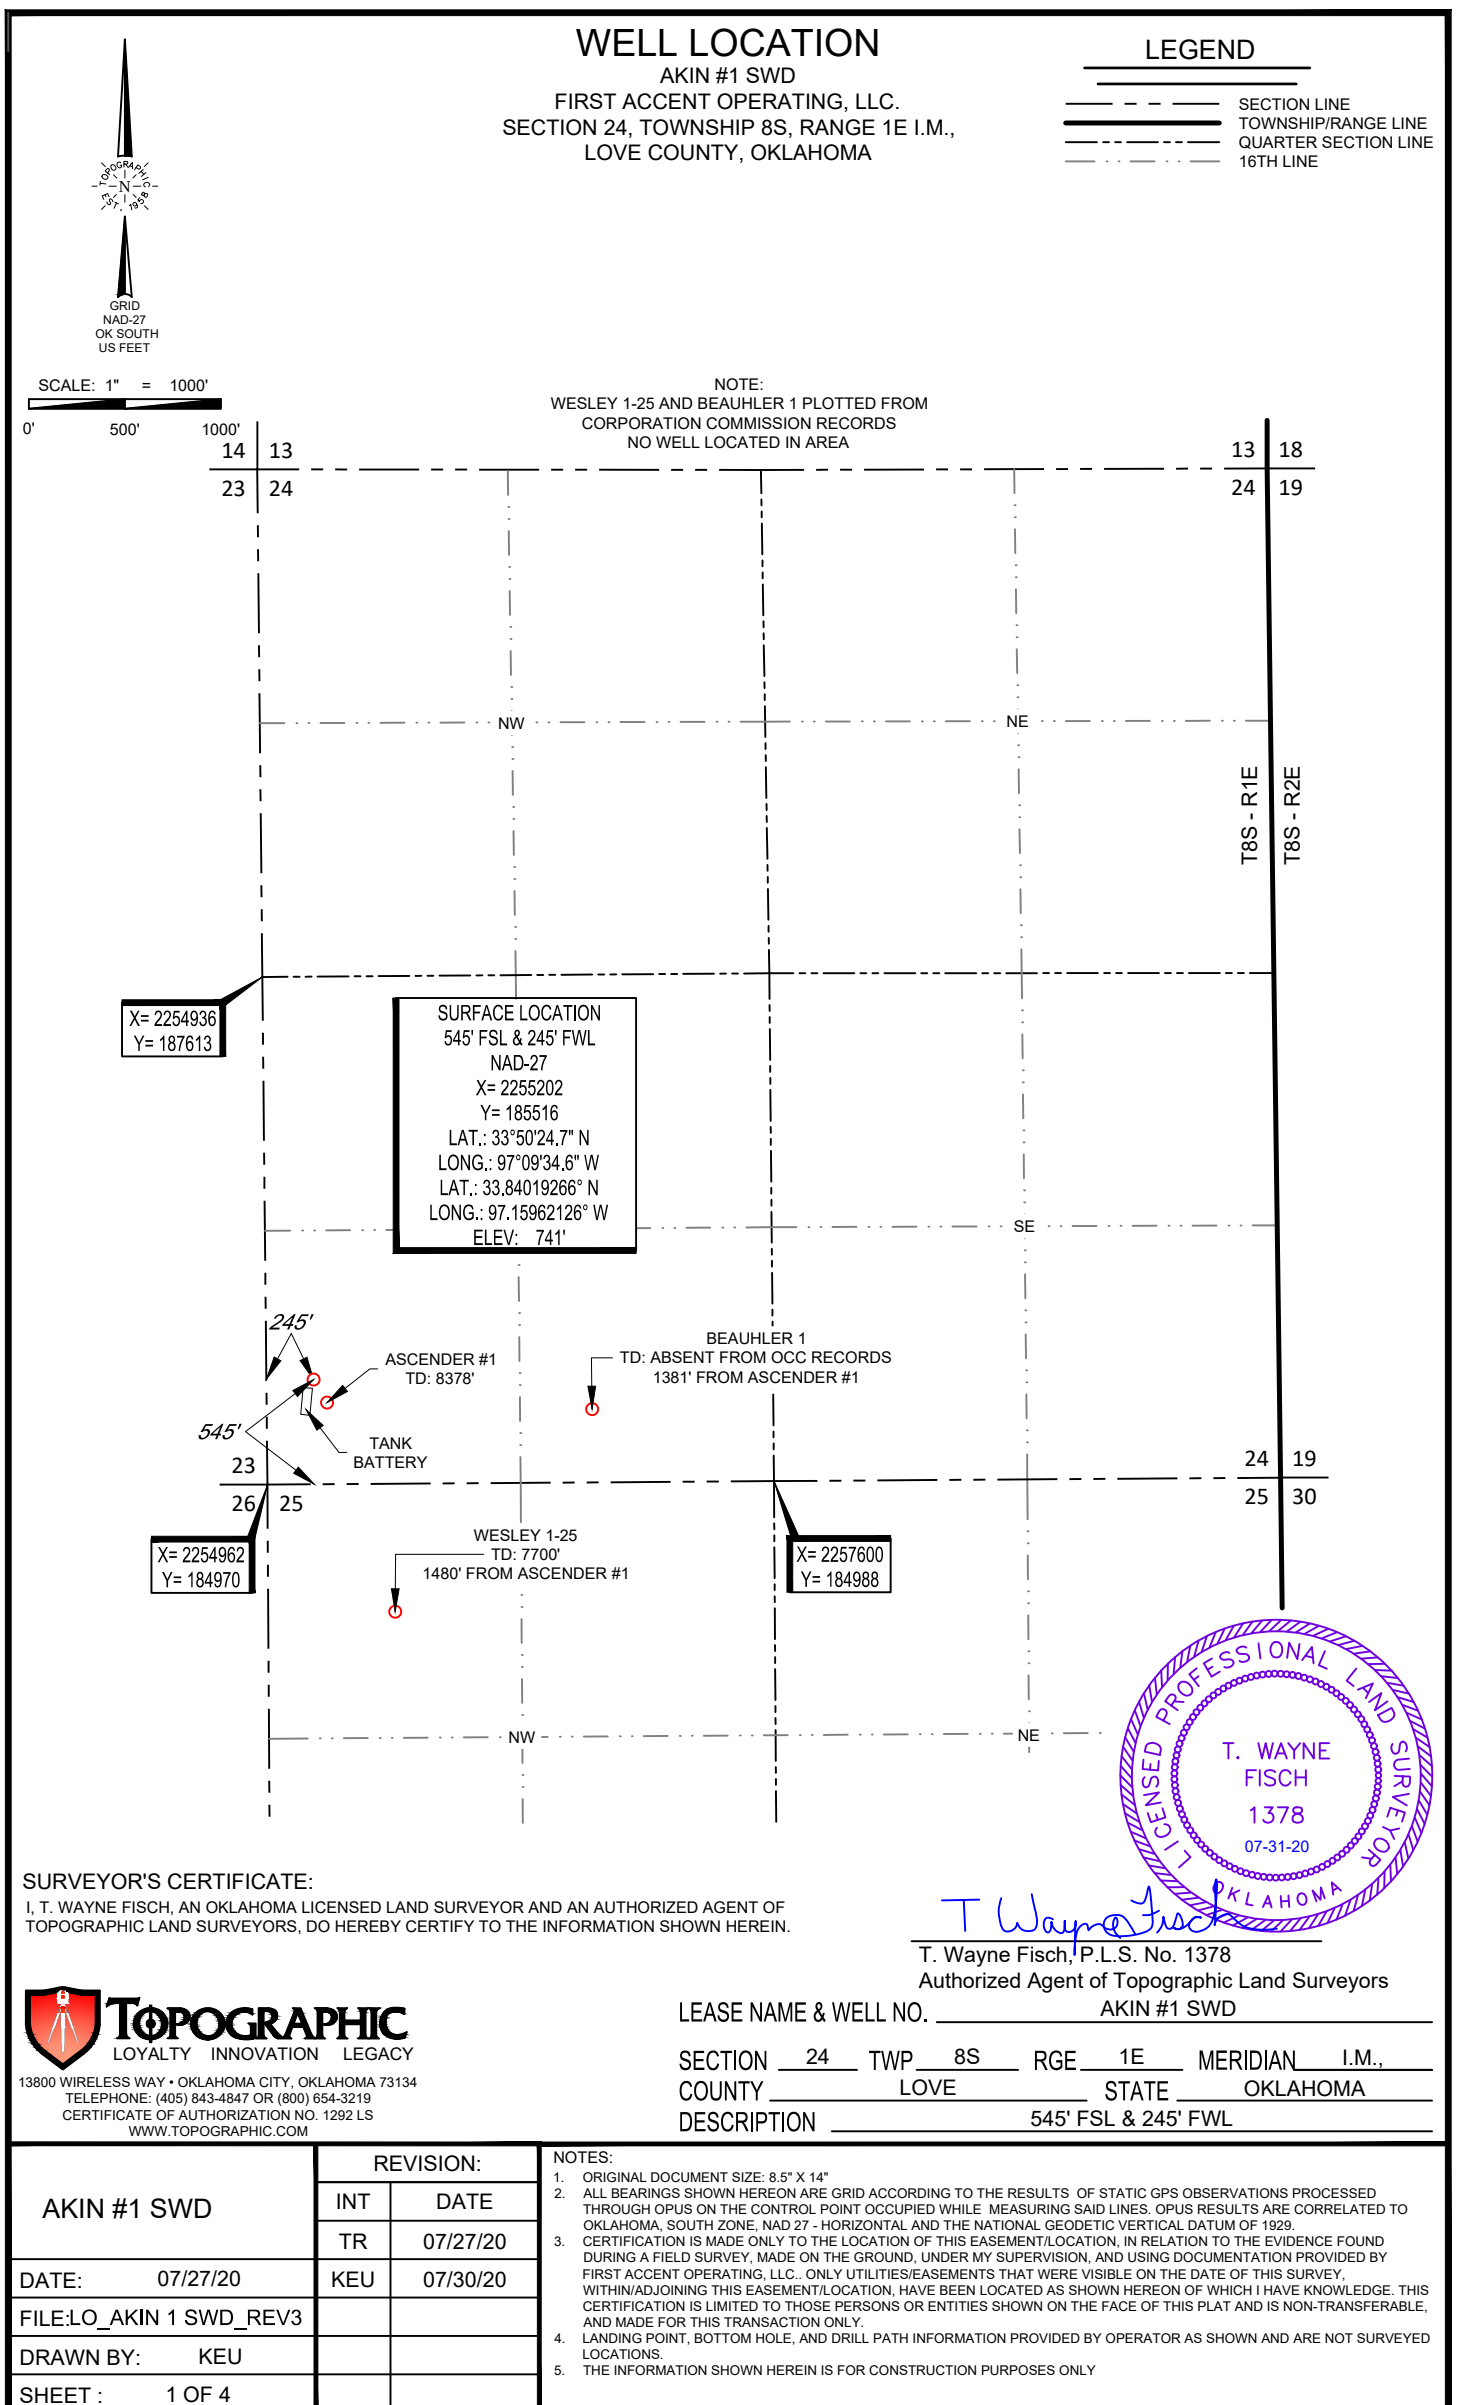 WELL LOCATION
AKIN #1 SWD
FIRST ACCENT OPERATING, LLC.
SECTION 24, TOWNSHIP 8S, RANGE 1E I.M.,
LOVE COUNTY, OKLAHOMA
LEGEND
SECTION LINE
TOWNSHIP/RANGE LINE
QUARTER SECTION LINE
16TH LINE
TOPOGRAPHIC
N
EST. 1958
GRID
NAD-27
OK SOUTH
US FEET
SCALE: 1" = 1000'
0' 500' 1000'
NOTE:
WESLEY 1-25 AND BEAUHLER 1 PLOTTED FROM
CORPORATION COMMISSION RECORDS
NO WELL LOCATED IN AREA
14 13
23 24
13 18
24 19
NW
NE
T8S - R1E
T8S - R2E
X= 2254936
Y= 187613
SURFACE LOCATION
545' FSL & 245' FWL
NAD-27
X= 2255202
Y= 185516
LAT.: 33°50'24.7" N
LONG.: 97°09'34.6" W
LAT.: 33.84019266° N
LONG.: 97.15962126° W
ELEV: 741'
SE
245'
ASCENDER #1
TD: 8378'
BEAUHLER 1
TD: ABSENT FROM OCC RECORDS
1381' FROM ASCENDER #1
545'
TANK
BATTERY
23
26 25
24 19
25 30
X= 2254962
Y= 184970
WESLEY 1-25
TD: 7700'
1480' FROM ASCENDER #1
X= 2257600
Y= 184988
NW
NE
LICENSED PROFESSIONAL LAND SURVEYOR
T. WAYNE
FISCH
1378
07-31-20
OKLAHOMA
SURVEYOR'S CERTIFICATE:
I, T. WAYNE FISCH, AN OKLAHOMA LICENSED LAND SURVEYOR AND AN AUTHORIZED AGENT OF
TOPOGRAPHIC LAND SURVEYORS, DO HEREBY CERTIFY TO THE INFORMATION SHOWN HEREIN.
T Wayne Fisch
T. Wayne Fisch, P.L.S. No. 1378
Authorized Agent of Topographic Land Surveyors
TOPOGRAPHIC
LOYALTY INNOVATION LEGACY
13800 WIRELESS WAY • OKLAHOMA CITY, OKLAHOMA 73134
TELEPHONE: (405) 843-4847 OR (800) 654-3219
CERTIFICATE OF AUTHORIZATION NO. 1292 LS
WWW.TOPOGRAPHIC.COM
LEASE NAME & WELL NO. AKIN #1 SWD
SECTION 24 TWP 8S RGE 1E MERIDIAN I.M.,
COUNTY LOVE STATE OKLAHOMA
DESCRIPTION 545' FSL & 245' FWL
AKIN #1 SWD
DATE: 07/27/20
FILE:LO_AKIN 1 SWD_REV3
DRAWN BY: KEU
SHEET : 1 OF 4
REVISION:
INT DATE
TR 07/27/20
KEU 07/30/20
NOTES:
1. ORIGINAL DOCUMENT SIZE: 8.5" X 14"
2. ALL BEARINGS SHOWN HEREON ARE GRID ACCORDING TO THE RESULTS OF STATIC GPS OBSERVATIONS PROCESSED
THROUGH OPUS ON THE CONTROL POINT OCCUPIED WHILE MEASURING SAID LINES. OPUS RESULTS ARE CORRELATED TO
OKLAHOMA, SOUTH ZONE, NAD 27 - HORIZONTAL AND THE NATIONAL GEODETIC VERTICAL DATUM OF 1929.
3. CERTIFICATION IS MADE ONLY TO THE LOCATION OF THIS EASEMENT/LOCATION, IN RELATION TO THE EVIDENCE FOUND
DURING A FIELD SURVEY, MADE ON THE GROUND, UNDER MY SUPERVISION, AND USING DOCUMENTATION PROVIDED BY
FIRST ACCENT OPERATING, LLC.. ONLY UTILITIES/EASEMENTS THAT WERE VISIBLE ON THE DATE OF THIS SURVEY,
WITHIN/ADJOINING THIS EASEMENT/LOCATION, HAVE BEEN LOCATED AS SHOWN HEREON OF WHICH I HAVE KNOWLEDGE. THIS
CERTIFICATION IS LIMITED TO THOSE PERSONS OR ENTITIES SHOWN ON THE FACE OF THIS PLAT AND IS NON-TRANSFERABLE,
AND MADE FOR THIS TRANSACTION ONLY.
4. LANDING POINT, BOTTOM HOLE, AND DRILL PATH INFORMATION PROVIDED BY OPERATOR AS SHOWN AND ARE NOT SURVEYED
LOCATIONS.
5. THE INFORMATION SHOWN HEREIN IS FOR CONSTRUCTION PURPOSES ONLY